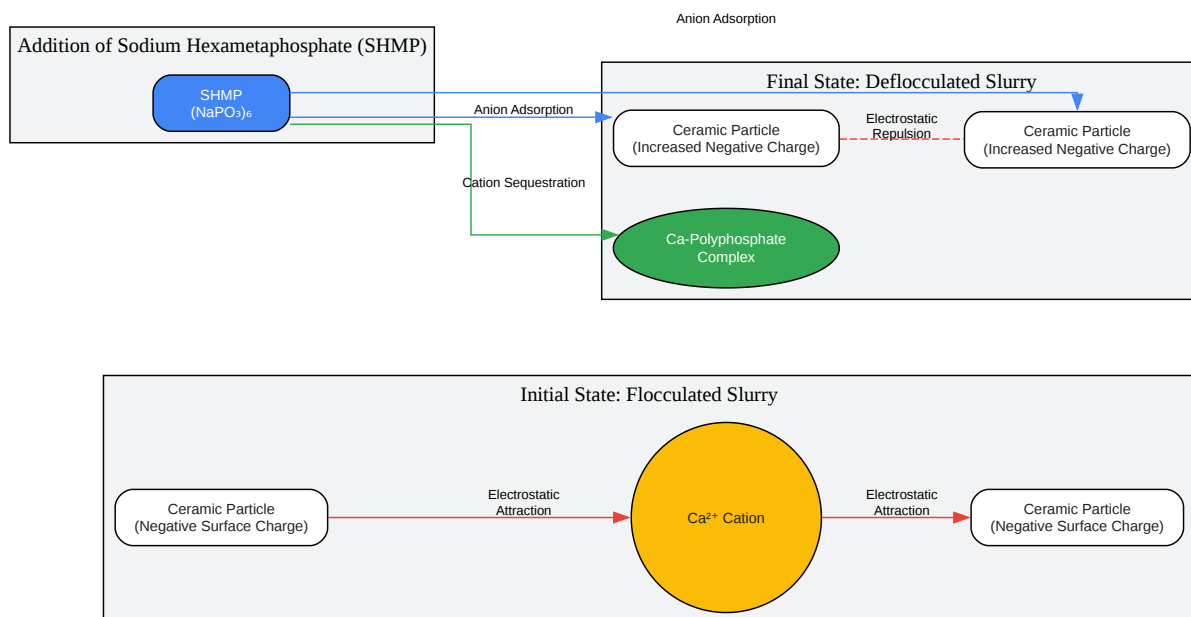 Anion Adsorption
Addition of Sodium Hexametaphosphate (SHMP)
SHMP
(NaPO₃)₆
Anion Adsorption
Cation Sequestration
Final State: Deflocculated Slurry
Ceramic Particle
(Increased Negative Charge)
Electrostatic
Repulsion
Ceramic Particle
(Increased Negative Charge)
Ca-Polyphosphate
Complex
Initial State: Flocculated Slurry
Ceramic Particle
(Negative Surface Charge)
Electrostatic
Attraction
Ca²⁺ Cation
Electrostatic
Attraction
Ceramic Particle
(Negative Surface Charge)